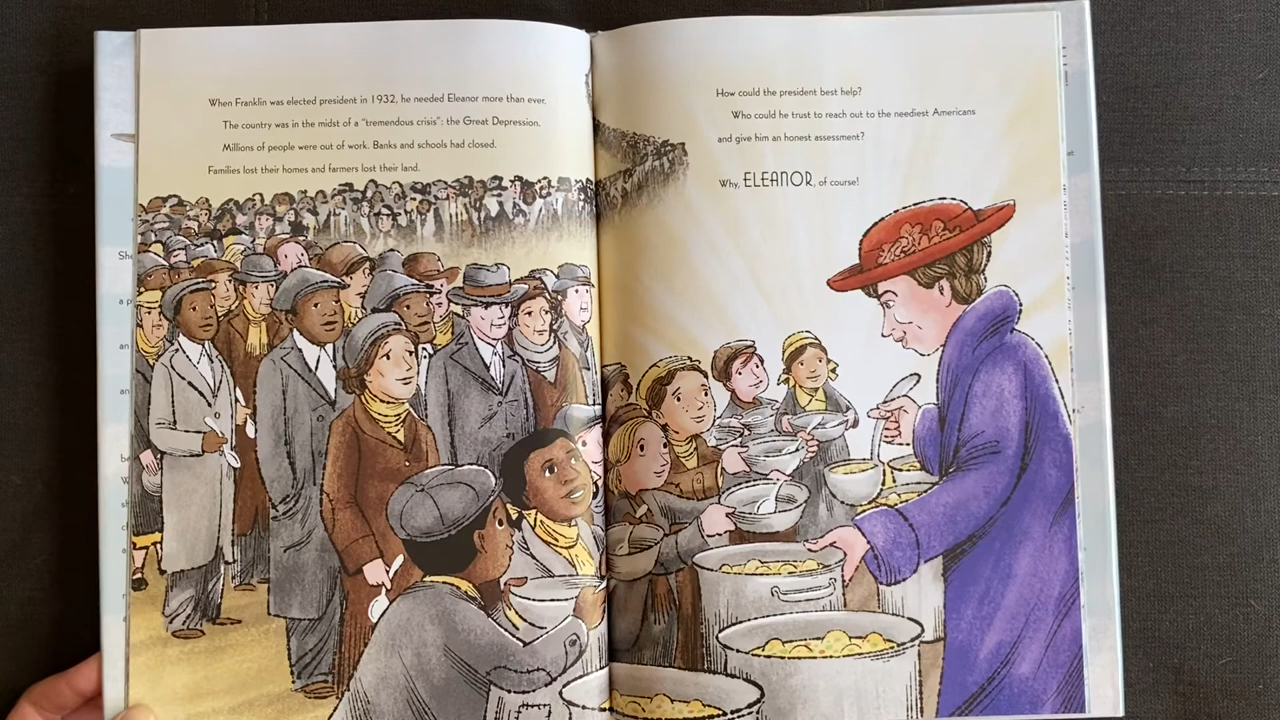 When Franklin was elected president in 1932, he needed Eleanor more than ever.
The country was in the midst of a "tremendous crisis": the Great Depression.
Millions of people were out of work. Banks and schools had closed.
Families lost their homes and farmers lost their land.
How could the president best help?
Who could he trust to reach out to the neediest Americans
and give him an honest assessment?
Why, ELEANOR, of course!